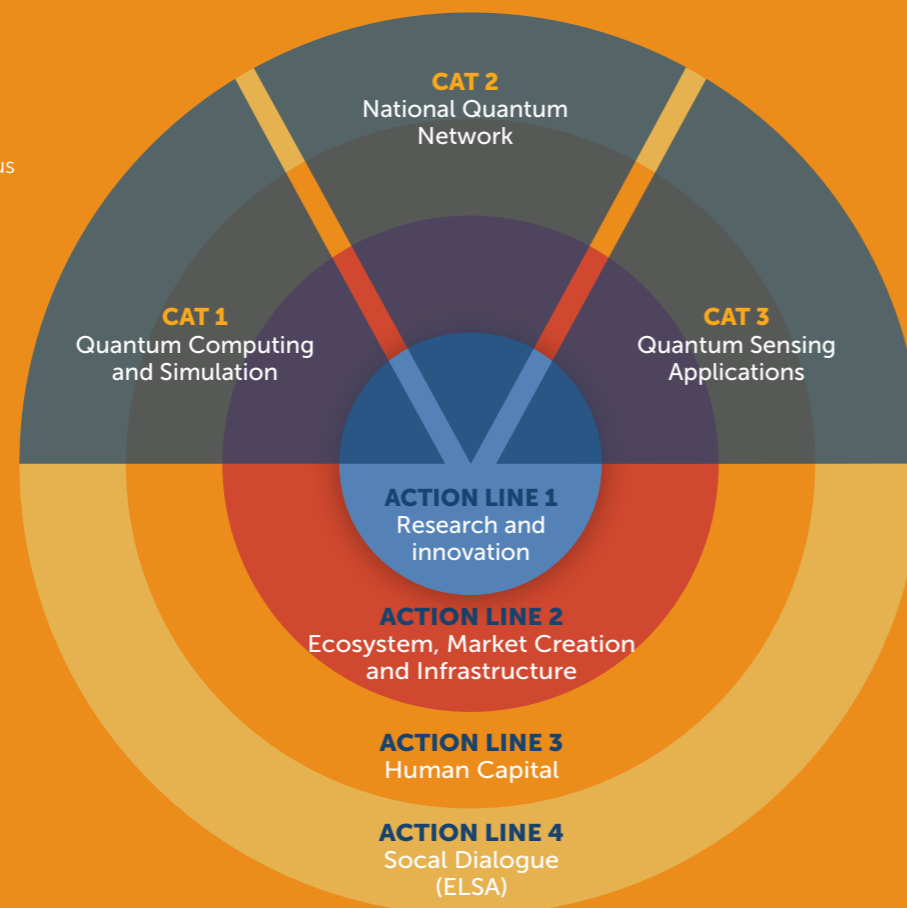 us
CAT 2
National Quantum
Network
CAT 1
Quantum Computing
and Simulation
CAT 3
Quantum Sensing
Applications
ACTION LINE 1
Research and
innovation
ACTION LINE 2
Ecosystem, Market Creation
and Infrastructure
ACTION LINE 3
Human Capital
ACTION LINE 4
Socal Dialogue
(ELSA)